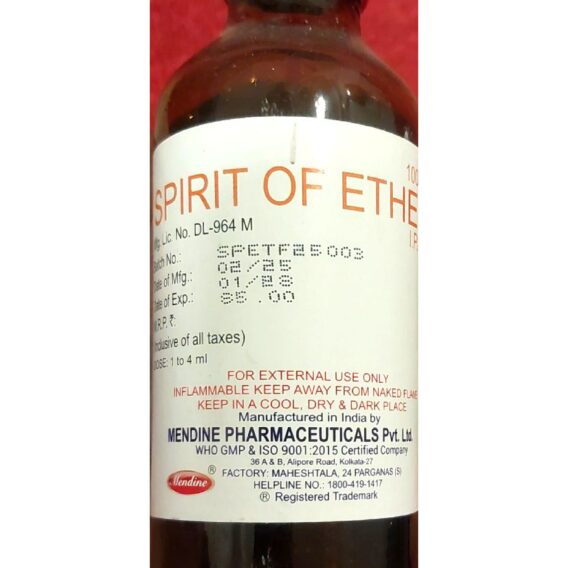 100
SPIRIT OF ETHE
I.P
Mfg. Lic. No. DL-964 M
Batch No.: SPETF25003
Date of Mfg.: 02/25
Date of Exp.: 01/28
M.R.P. ₹: 85.00
(Inclusive of all taxes)
DOSE: 1 to 4 ml
FOR EXTERNAL USE ONLY
INFLAMMABLE KEEP AWAY FROM NAKED FLAME
KEEP IN A COOL, DRY & DARK PLACE
Manufactured in India by
MENDINE PHARMACEUTICALS Pvt. Ltd.
WHO GMP & ISO 9001:2015 Certified Company
36 A & B, Alipore Road, Kolkata-27
FACTORY: MAHESHTALA, 24 PARGANAS (S)
HELPLINE NO.: 1800-419-1417
Mendine ®
® Registered Trademark